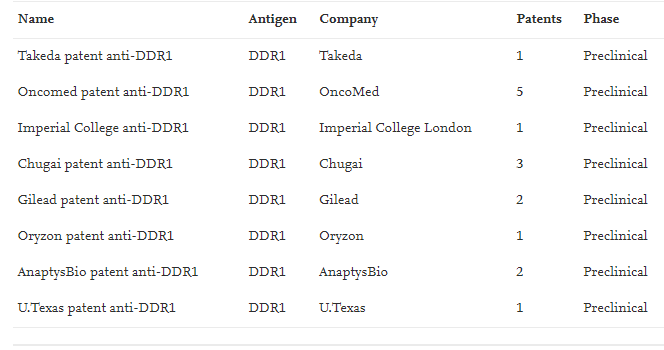 Name Antigen Company Patents Phase
Takeda patent anti-DDR1 DDR1 Takeda 1 Preclinical
Oncomed patent anti-DDR1 DDR1 OncoMed 5 Preclinical
Imperial College anti-DDR1 DDR1 Imperial College London 1 Preclinical
Chugai patent anti-DDR1 DDR1 Chugai 3 Preclinical
Gilead patent anti-DDR1 DDR1 Gilead 2 Preclinical
Oryzon patent anti-DDR1 DDR1 Oryzon 1 Preclinical
AnaptysBio patent anti-DDR1 DDR1 AnaptysBio 2 Preclinical
U.Texas patent anti-DDR1 DDR1 U.Texas 1 Preclinical